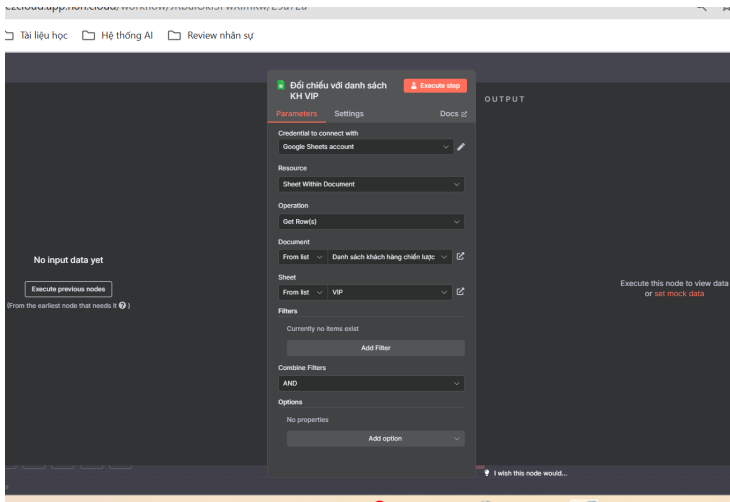 Tài liệu học
Hệ thống AI
Review nhân sự
Đối chiếu với danh sách
KH VIP
Execute step
Parameters
Settings
Docs
OUTPUT
Credential to connect with
Google Sheets account
Resource
Sheet Within Document
Operation
Get Row(s)
Document
From list
Danh sách khách hàng chiến lược
Sheet
From list
VIP
Filters
Currently no items exist
Add Filter
Combine Filters
AND
Options
No properties
Add option
No input data yet
Execute previous nodes
(From the earliest node that needs it ? )
Execute this node to view data
or set mock data
I wish this node would...